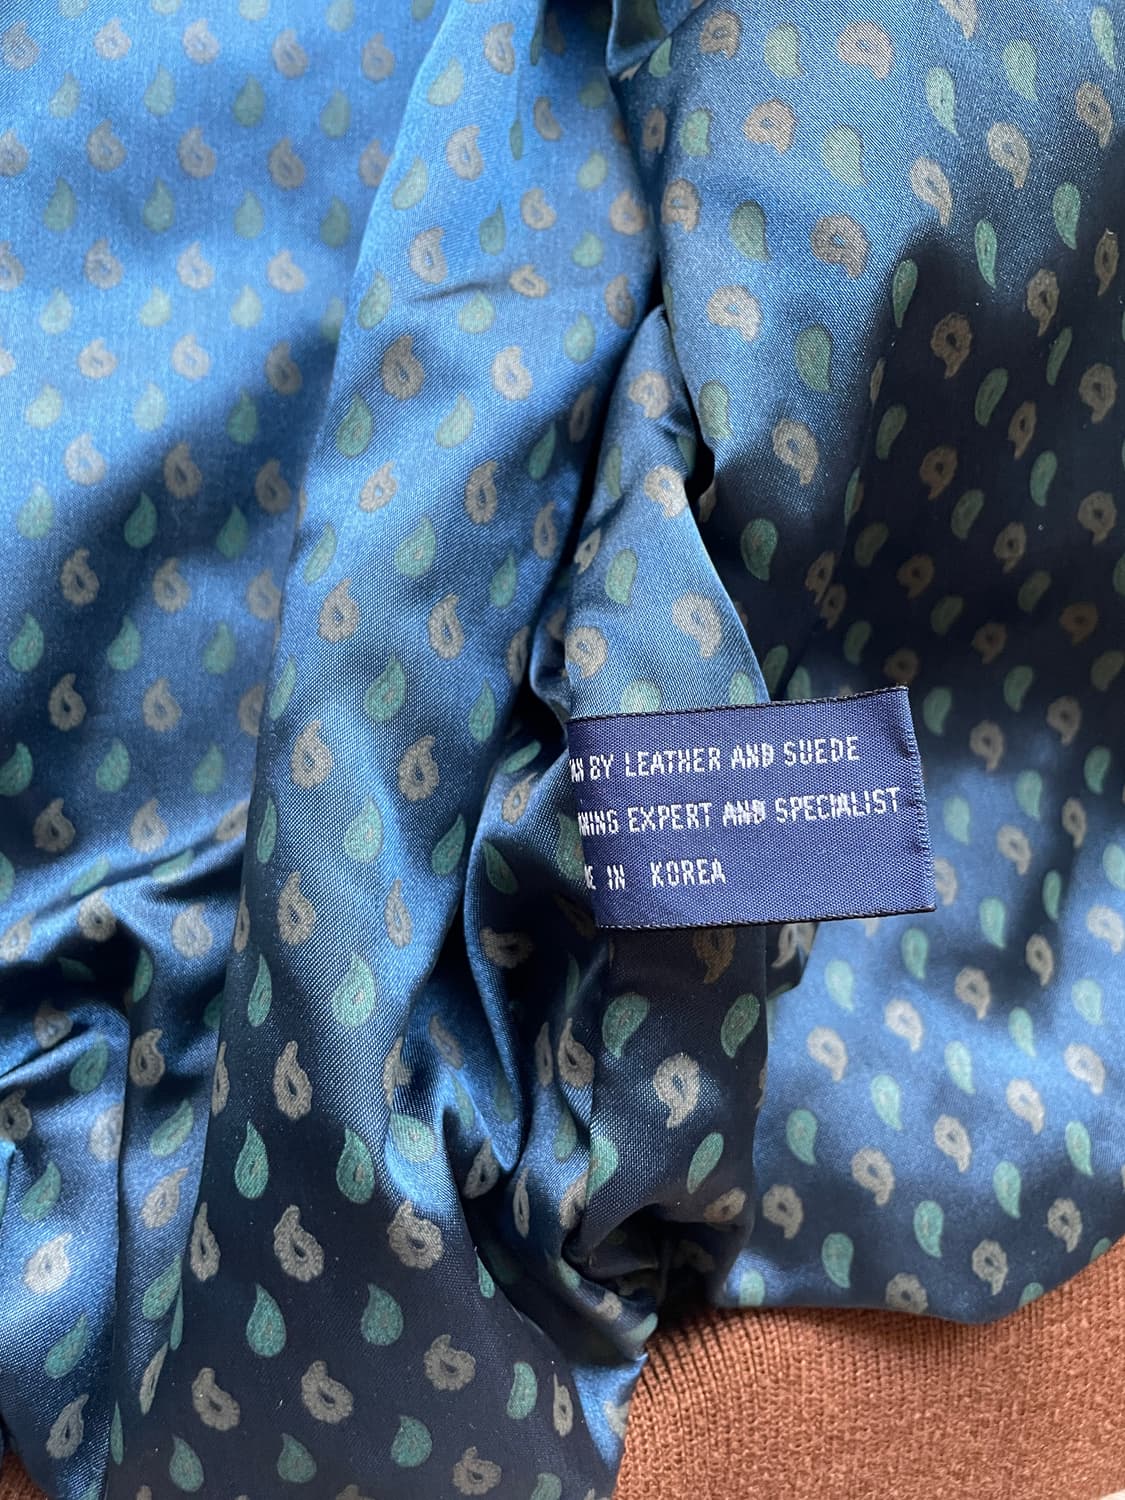 BY LEATHER AND SUEDE
EXPERT AND SPECIALIST
IN KOREA